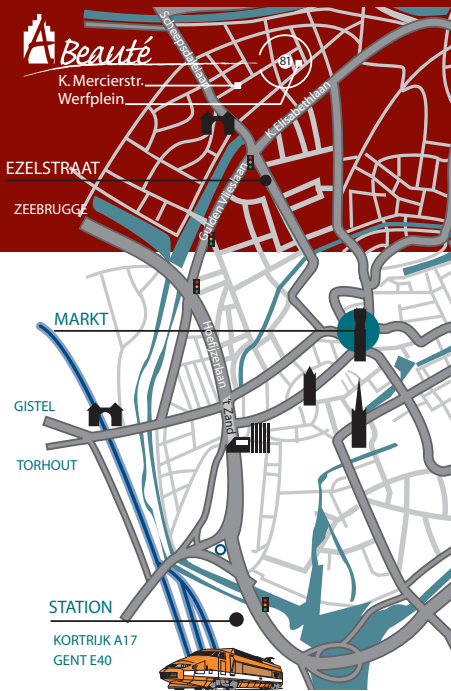 A Beauté
K. Mercierstr.
Werfplein
Scheepsdalelaan
81
K. Elisabethlaan
EZELSTRAAT
ZEEBRUGGE
Gulden Vlieslaan
MARKT
Hoefijzerlaan
't Zand
GISTEL
TORHOUT
STATION
KORTRIJK A17
GENT E40